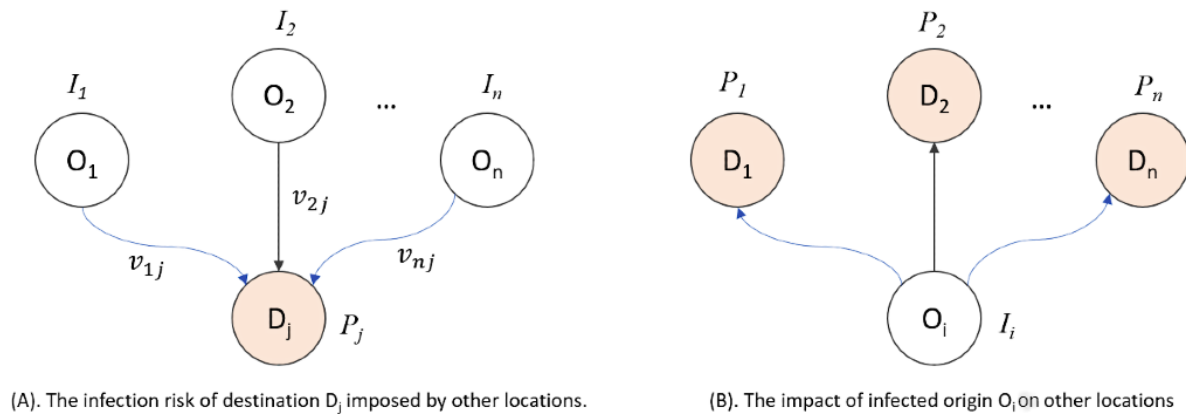 I₂
P₂
I₁
O₂
...
Iₙ
P₁
D₂
...
Pₙ
O₁
Oₙ
D₁
Dₙ
v₂ⱼ
v₁ⱼ
vₙⱼ
Dⱼ
Pⱼ
Oᵢ
Iᵢ
(A). The infection risk of destination Dⱼ imposed by other locations.
(B). The impact of infected origin Oᵢ on other locations